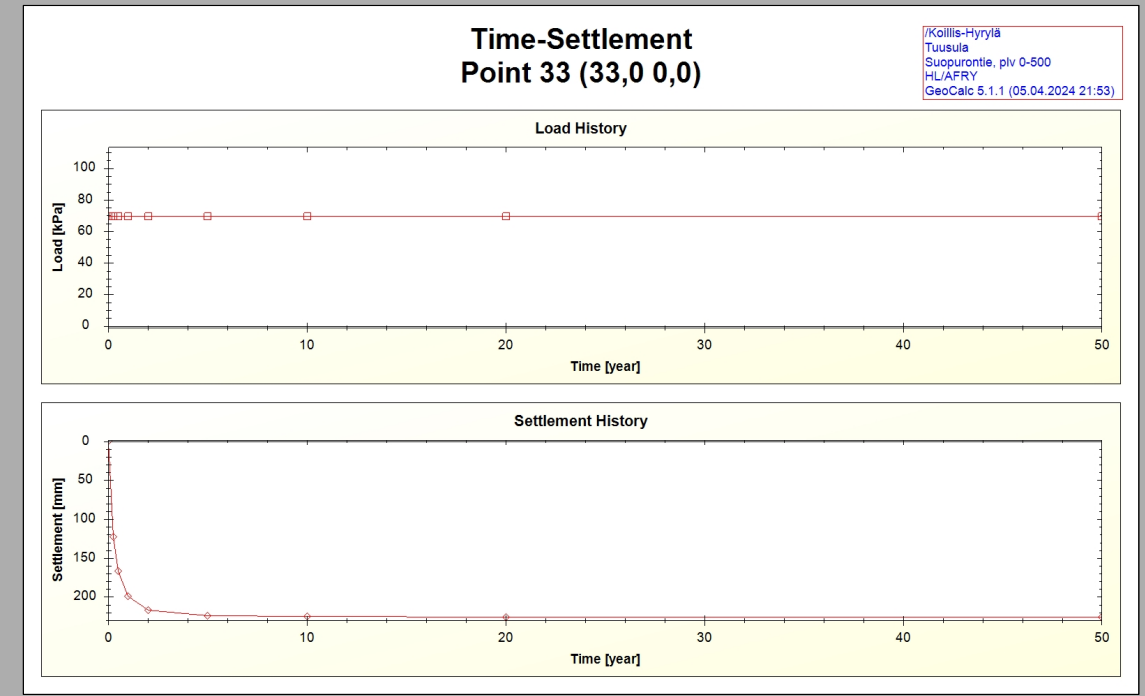 Time-Settlement
Point 33 (33,0 0,0)
/Koillis-Hyrylä
Tuusula
Suopurontie, plv 0-500
HL/AFRY
GeoCalc 5.1.1 (05.04.2024 21:53)
Load History
Load [kPa]
100
80
60
40
20
0
0 10 20 30 40 50
Time [year]
Settlement History
Settlement [mm]
0
50
100
150
200
0 10 20 30 40 50
Time [year]